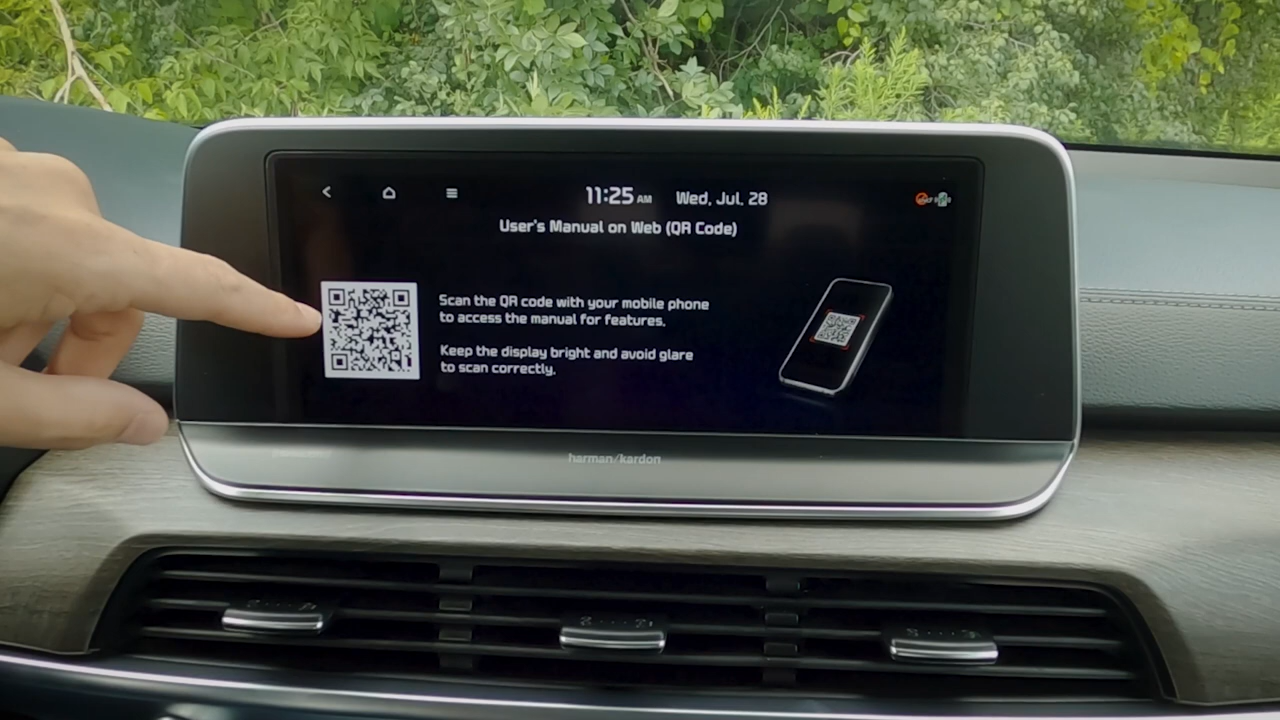 11:25 AM Wed, Jul. 28
User's Manual on Web (QR Code)
Scan the QR code with your mobile phone
to access the manual for features.
Keep the display bright and avoid glare
to scan correctly.
harman/kardon